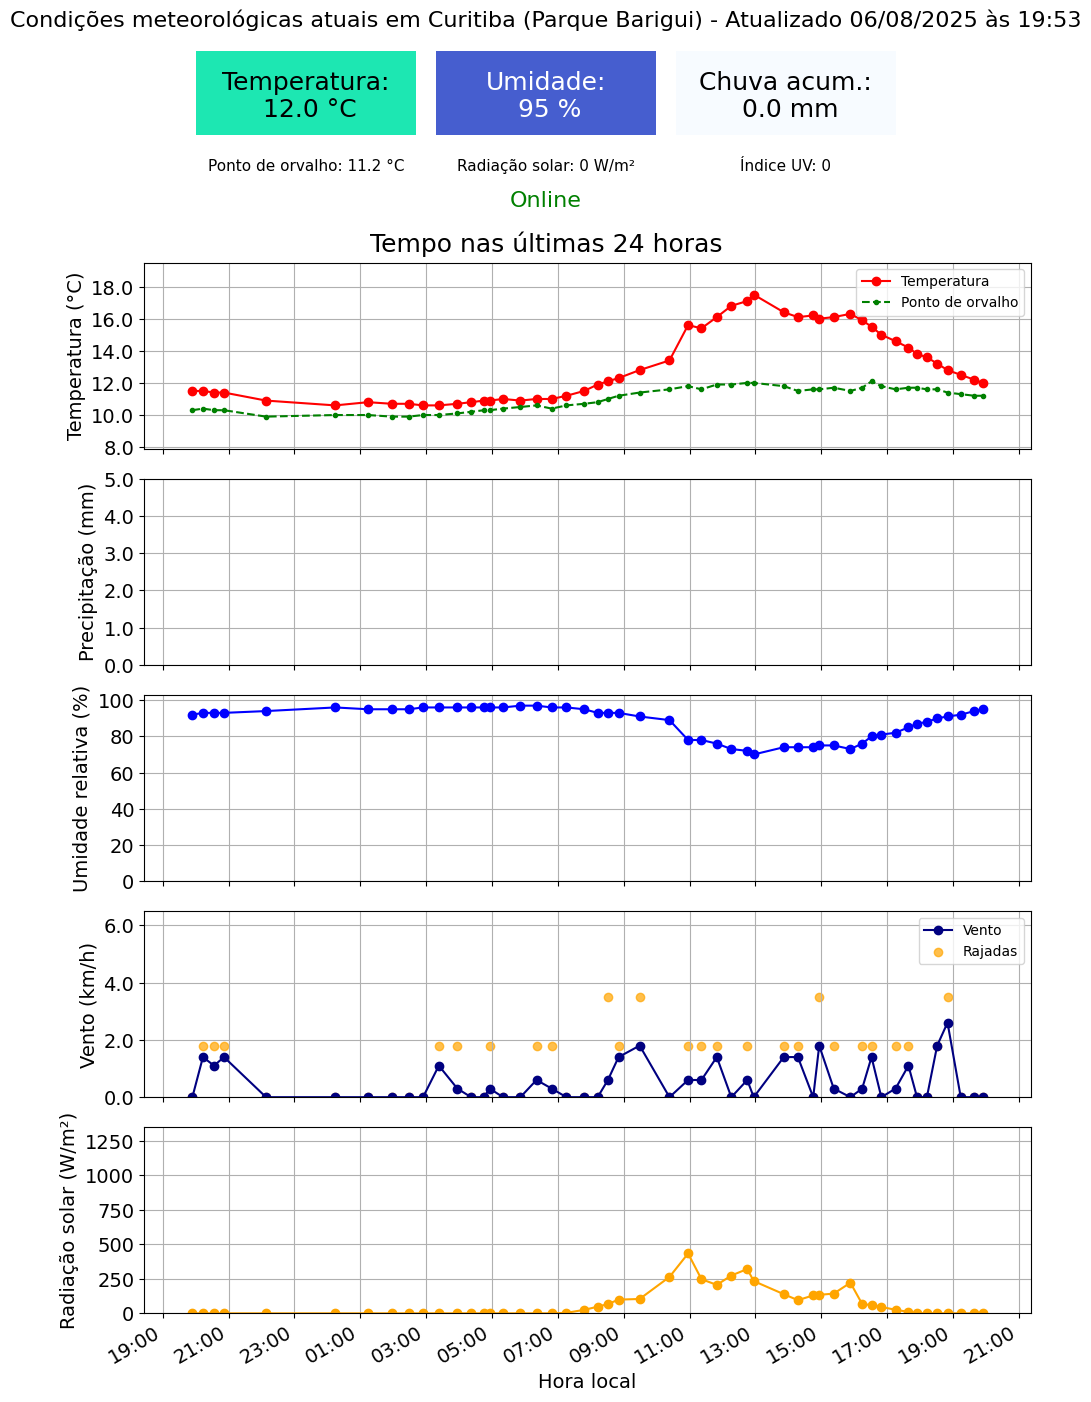 Condições meteorológicas atuais em Curitiba (Parque Barigui) - Atualizado 06/08/2025 às 19:53
Temperatura:
12.0 °C
Umidade:
95 %
Chuva acum.:
0.0 mm
Ponto de orvalho: 11.2 °C
Radiação solar: 0 W/m²
Índice UV: 0
Online
Tempo nas últimas 24 horas
Temperatura (°C)
18.0
16.0
14.0
12.0
10.0
8.0
Temperatura
Ponto de orvalho
Precipitação (mm)
5.0
4.0
3.0
2.0
1.0
0.0
Umidade relativa (%)
100
80
60
40
20
0
Vento (km/h)
6.0
4.0
2.0
0.0
Vento
Rajadas
Radiação solar (W/m²)
1250
1000
750
500
250
0
19:00
21:00
23:00
01:00
03:00
05:00
07:00
09:00
11:00
13:00
15:00
17:00
19:00
21:00
Hora local